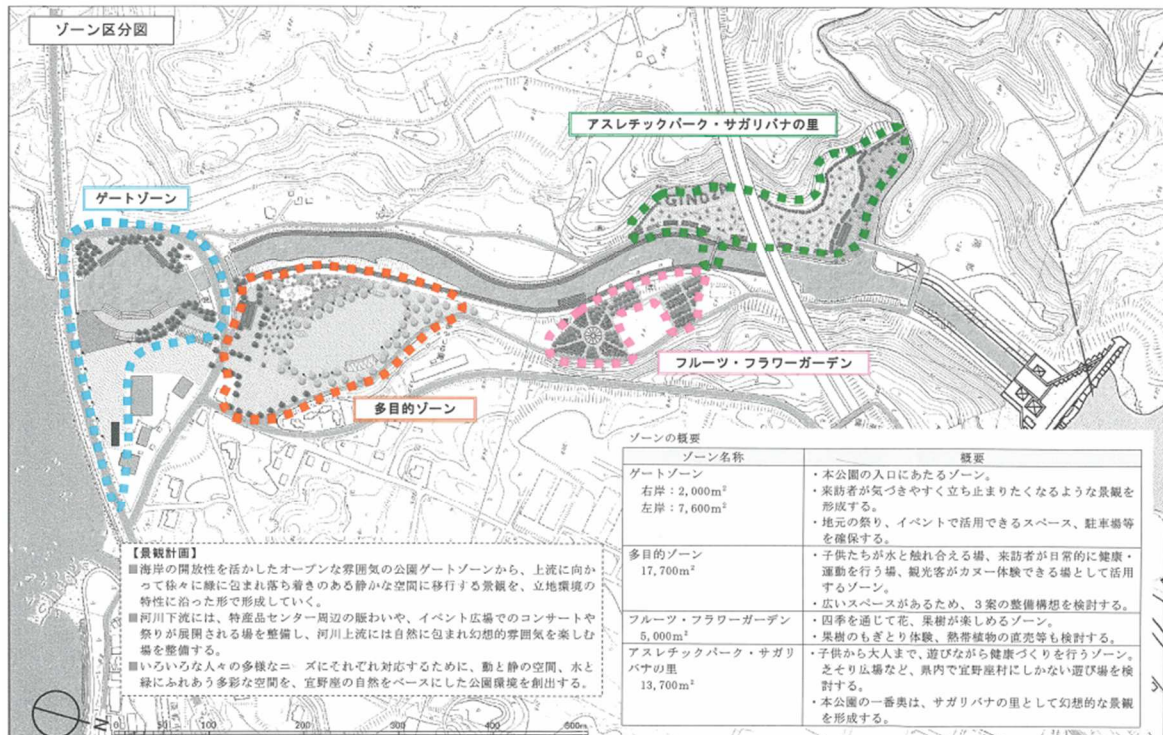 ゾーン区分図
アスレチックパーク・サガリバナの里
ゲートゾーン
GINOZA
フルーツ・フラワーガーデン
多目的ゾーン
【景観計画】
■海岸の開放性を活かしたオープンな雰囲気の公園ゲートゾーンから、上流に向か
って徐々に緑に包まれ落ち着きのある静かな空間に移行する景観を、立地環境の
特性に沿った形で形成していく。
■河川下流には、特産品センター周辺の賑わいや、イベント広場でのコンサートや
祭りが展開される場を整備し、河川上流には自然に包まれ幻想的雰囲気を楽しむ
場を整備する。
■いろいろな人々の多様なニーズにそれぞれ対応するために、動と静の空間、水と
緑にふれあう多彩な空間を、宜野座の自然をベースにした公園環境を創出する。
ゾーンの概要
ゾーン名称 概要
ゲートゾーン
右岸：2,000m²
左岸：7,600m²
・本公園の入口にあたるゾーン。
・来訪者が気づきやすく立ち止まりたくなるような景観を
形成する。
・地元の祭り、イベントで活用できるスペース、駐車場等
を確保する。
多目的ゾーン
17,700m²
・子供たちが水と触れ合える場、来訪者が日常的に健康・
運動を行う場、観光客がカヌー体験できる場として活用
するゾーン。
・広いスペースがあるため、３案の整備構想を検討する。
フルーツ・フラワーガーデン
5,000m²
・四季を通じて花、果樹が楽しめるゾーン。
・果樹のもぎとり体験、熱帯植物の直売等も検討する。
アスレチックパーク・サガリ
バナの里
13,700m²
・子供から大人まで、遊びながら健康づくりを行うゾーン。
芝そり広場など、県内で宜野座村にしかない遊び場を検
討する。
・本公園の一番奥は、サガリバナの里として幻想的な景観
を形成する。
N
0 50 100 200 300 400 500m